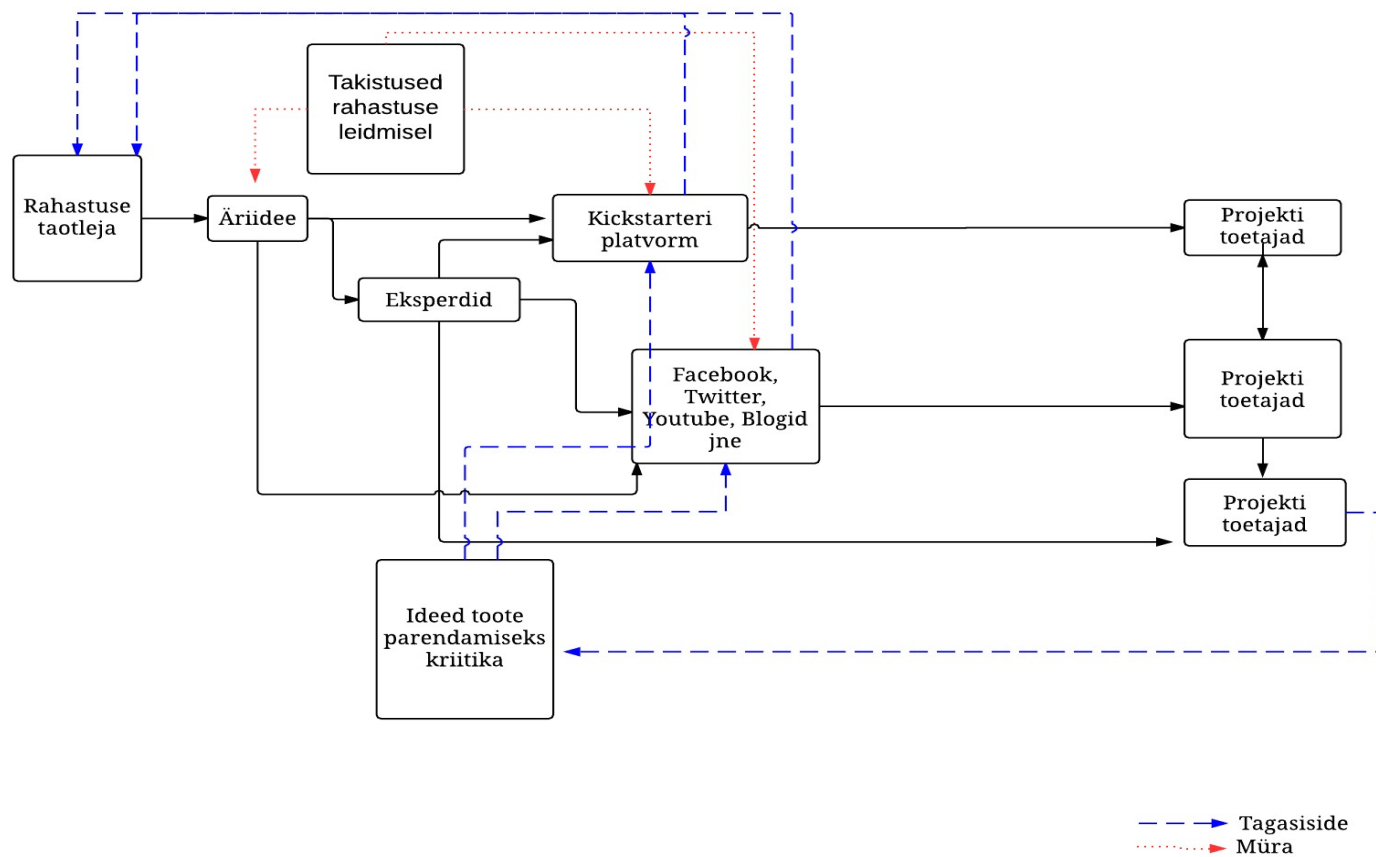 Takistused
rahastuse
leidmisel
Rahastuse
taotleja
Äriidee
Kickstarteri
platvorm
Projekti
toetajad
Eksperdid
Facebook,
Twitter,
Youtube, Blogid
jne
Projekti
toetajad
Projekti
toetajad
Ideed toote
parendamiseks
kriitika
Tagasiside
Müra